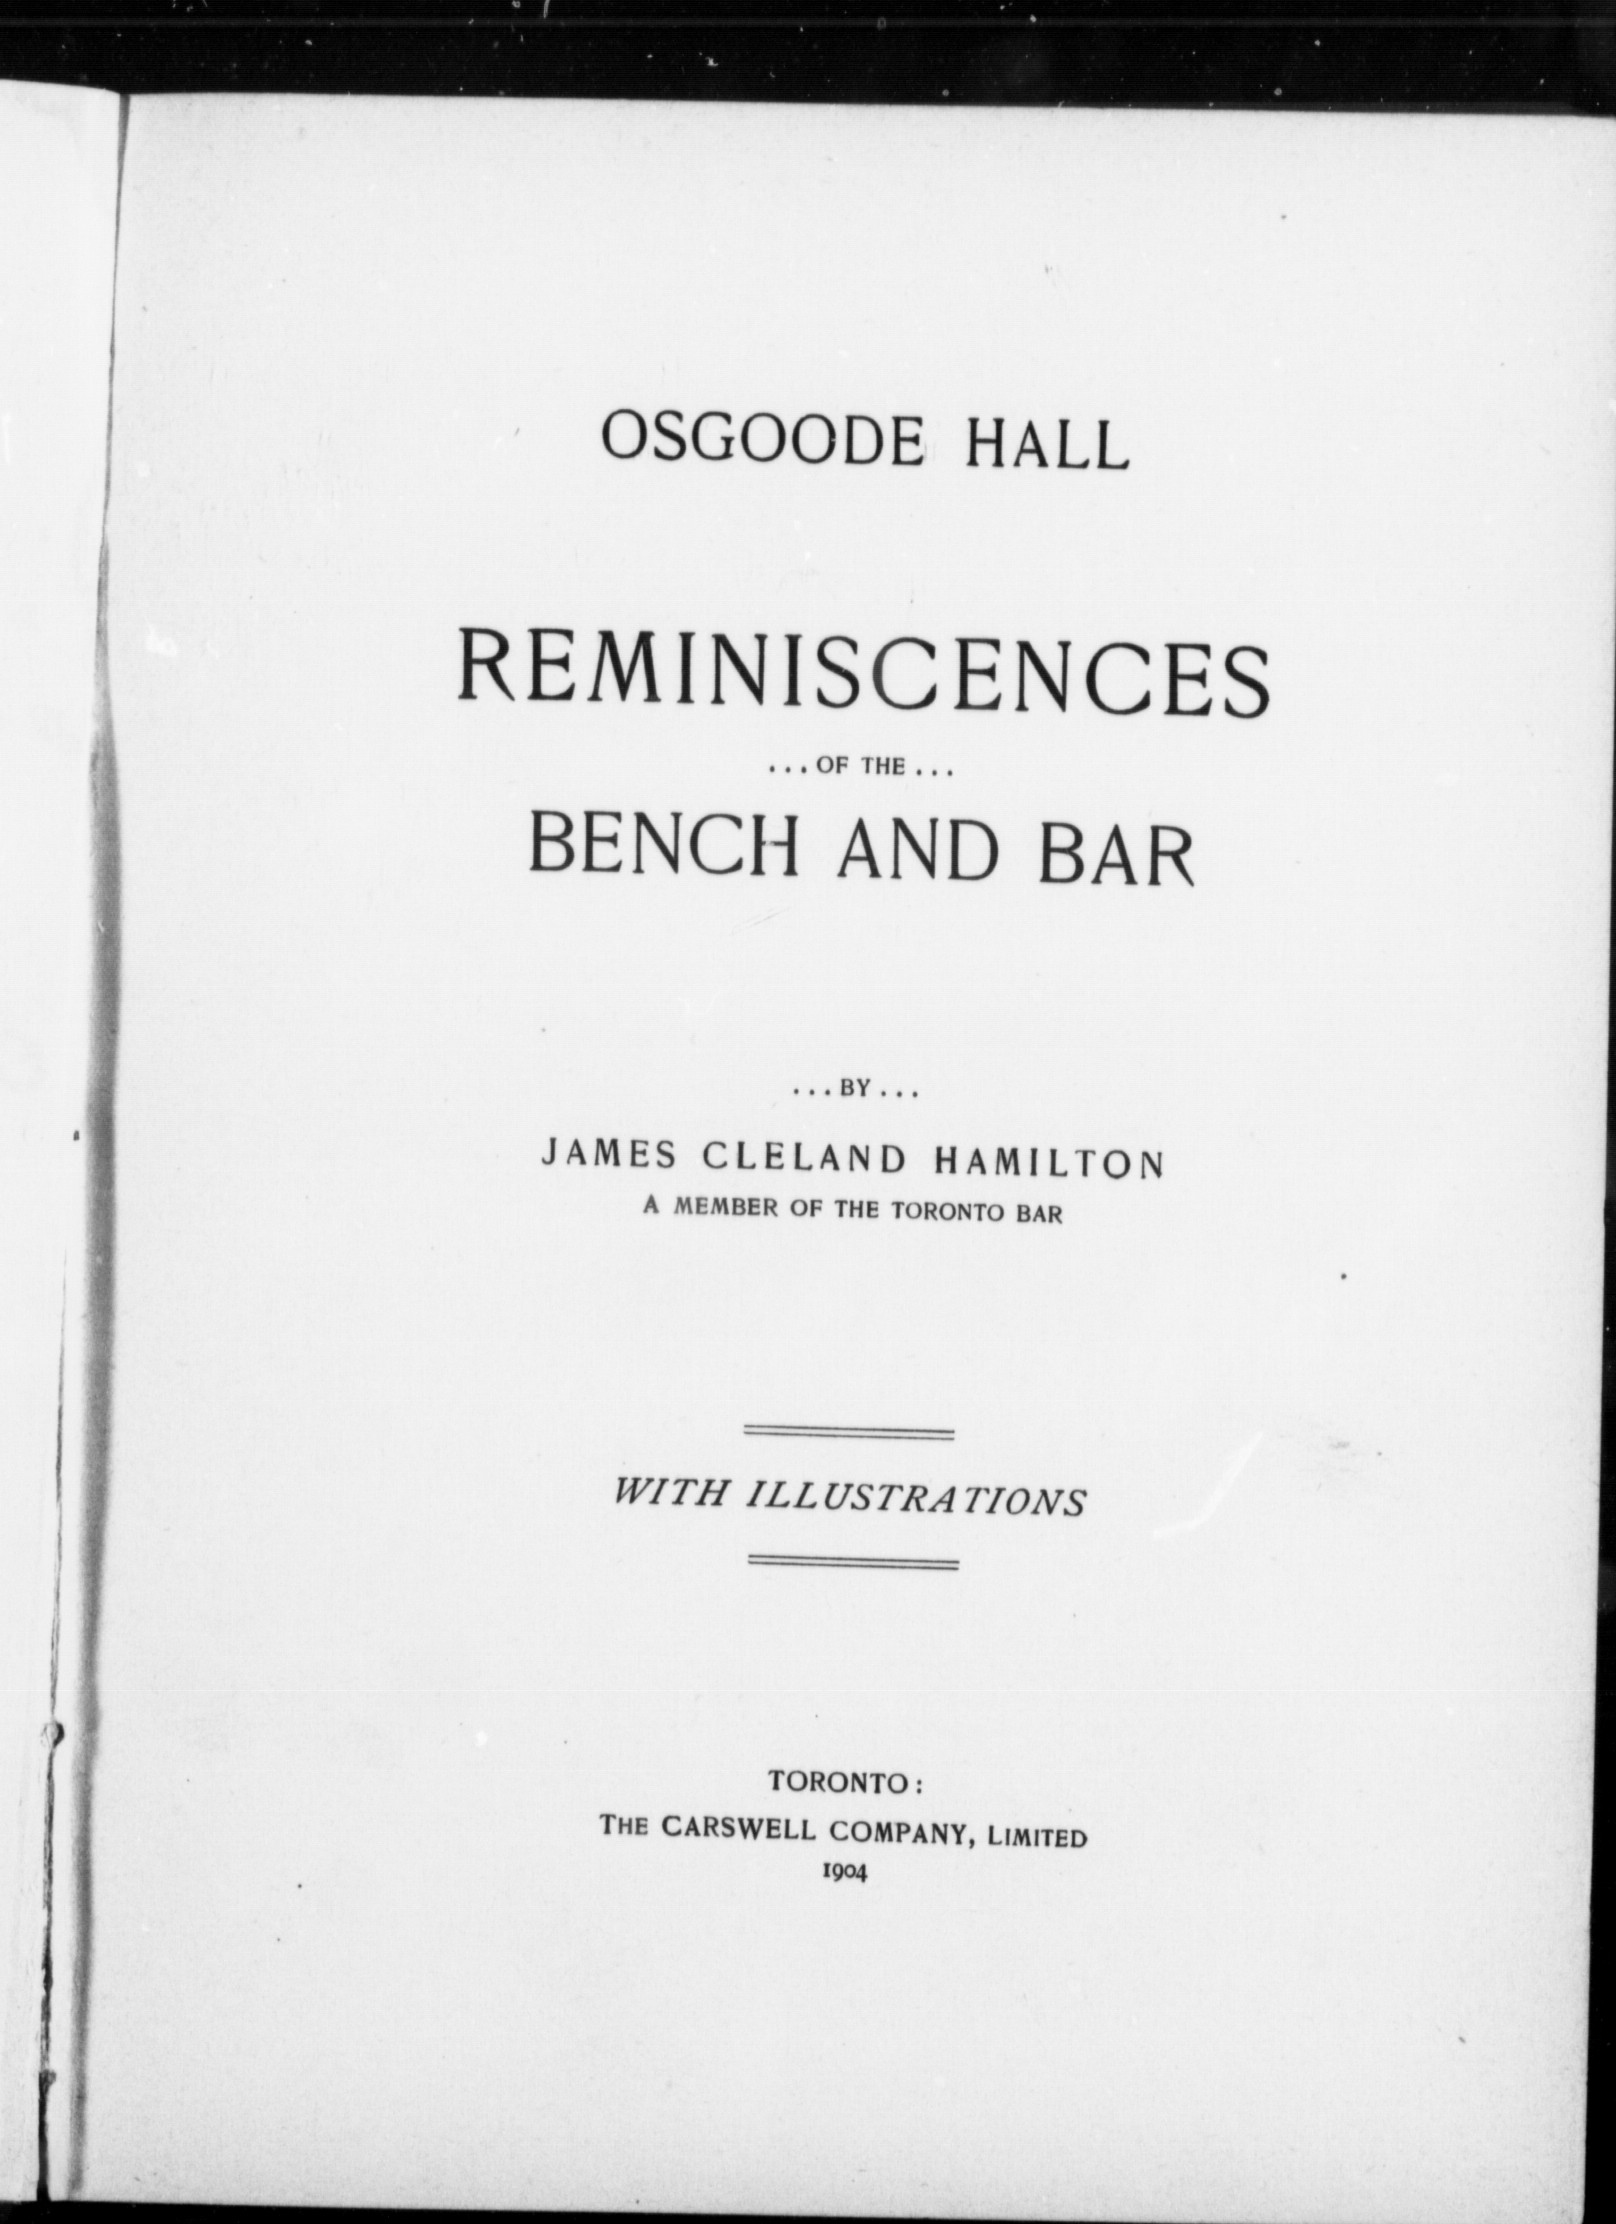 OSGOODE HALL
REMINISCENCES
...OF THE...
BENCH AND BAR
...BY...
JAMES CLELAND HAMILTON
A MEMBER OF THE TORONTO BAR
WITH ILLUSTRATIONS
TORONTO:
THE CARSWELL COMPANY, LIMITED
1904